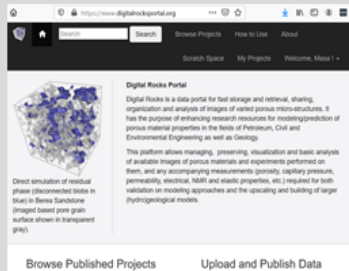 https://www.digitalrocksportal.org
Search
Search
Browse Projects
How to Use
About
Scratch Space
My Projects
Welcome, Masa !
Digital Rocks Portal
Digital Rocks is a data portal for fast storage and retrieval, sharing,
organization and analysis of images of varied porous micro-structures. It
has the purpose of enhancing research resources for modeling/prediction of
porous material properties in the fields of Petroleum, Civil and
Environmental Engineering as well as Geology.
This platform allows managing, preserving, visualization and basic analysis
of available images of porous materials and experiments performed on
them, and any accompanying measurements (porosity, capillary pressure,
permeability, electrical, NMR and elastic properties, etc.) required for both
validation on modeling approaches and the upscaling and building of larger
(hydro)geological models.
Direct simulation of residual
phase (disconnected blobs in
blue) in Berea Sandstone
(imaged based pore grain
surface shown in transparent
gray).
Browse Published Projects
Upload and Publish Data